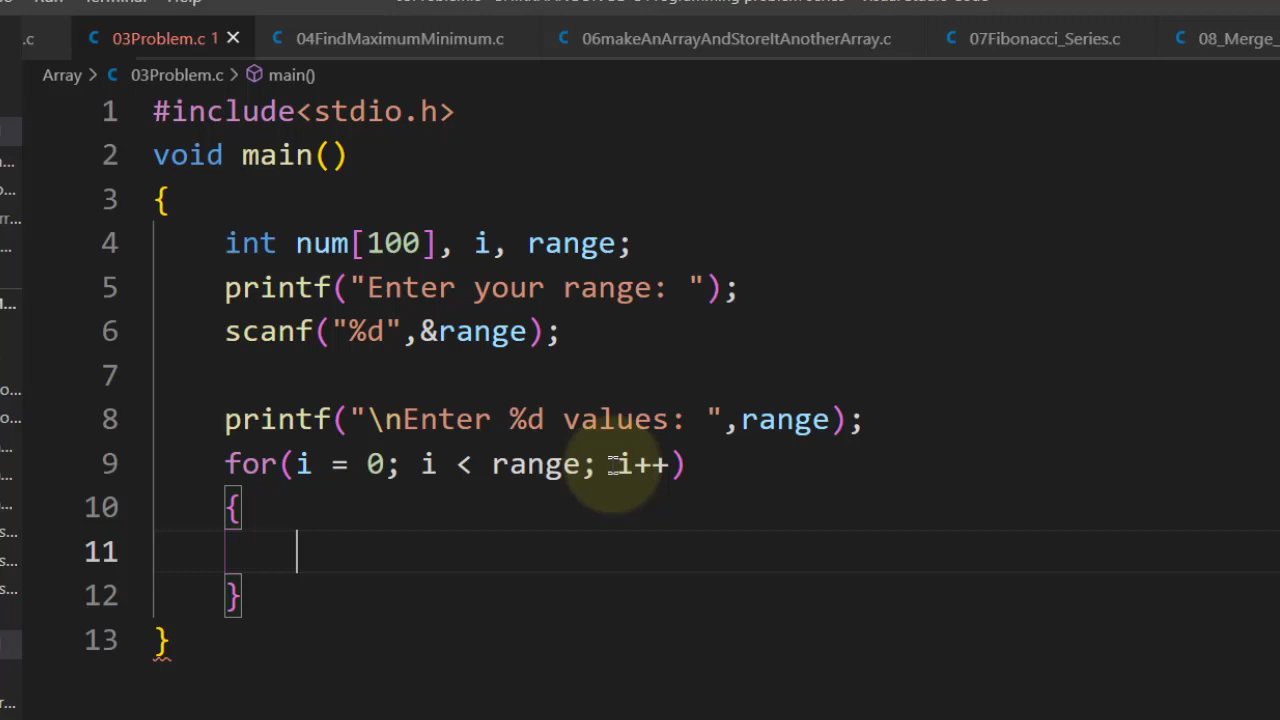 .c
03Problem.c 1
04FindMaximumMinimum.c
06makeAnArrayAndStoreItAnotherArray.c
07Fibonacci_Series.c
08_Merge_
Array > 03Problem.c > main()
1 #include<stdio.h>
2 void main()
3 {
4 int num[100], i, range;
5 printf("Enter your range: ");
6 scanf("%d",&range);
7
8 printf("\nEnter %d values: ",range);
9 for(i = 0; i < range; i++)
10 {
11
12 }
13 }